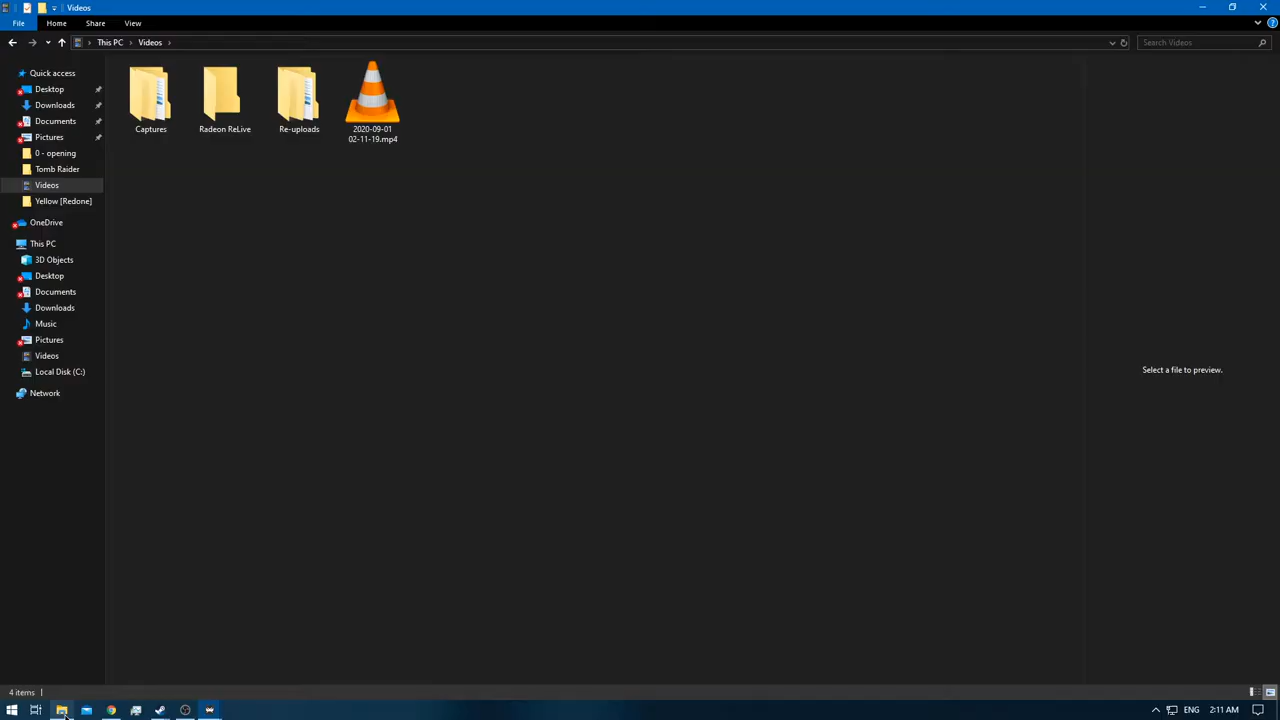 Videos
File Home Share View
This PC Videos
Search Videos
Quick access
Desktop
Downloads
Documents
Pictures
0 - opening
Tomb Raider
Videos
Yellow [Redone]
OneDrive
This PC
3D Objects
Desktop
Documents
Downloads
Music
Pictures
Videos
Local Disk (C:)
Network
Captures
Radeon ReLive
Re-uploads
2020-09-01
02-11-19.mp4
Select a file to preview.
4 items
ENG 2:11 AM